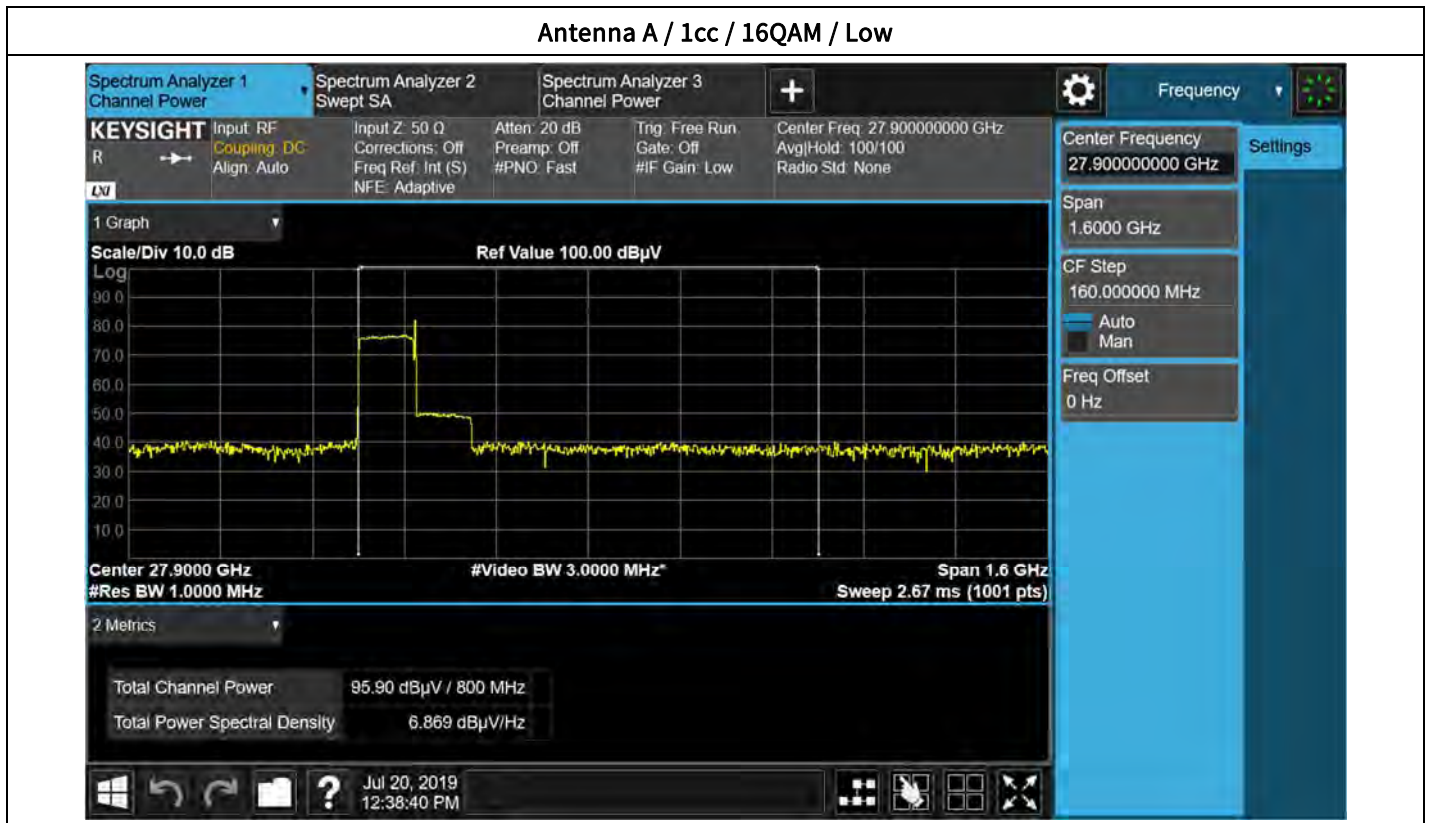 Antenna A / 1cc / 16QAM / Low
Spectrum Analyzer 1
Channel Power
Spectrum Analyzer 2
Swept SA
Spectrum Analyzer 3
Channel Power
+
Frequency
KEYSIGHT
R
LXI
Input: RF
Coupling: DC
Align: Auto
Input Z: 50 Ω
Corrections: Off
Freq Ref: Int (S)
NFE: Adaptive
Atten: 20 dB
Preamp: Off
#PNO: Fast
Trig: Free Run
Gate: Off
#IF Gain: Low
Center Freq: 27.900000000 GHz
Avg|Hold: 100/100
Radio Std: None
Center Frequency
27.900000000 GHz
Settings
Span
1.6000 GHz
CF Step
160.000000 MHz
Auto
Man
Freq Offset
0 Hz
1 Graph
Scale/Div 10.0 dB
Ref Value 100.00 dBµV
Log
90.0
80.0
70.0
60.0
50.0
40.0
30.0
20.0
10.0
Center 27.9000 GHz
#Video BW 3.0000 MHz*
Span 1.6 GHz
#Res BW 1.0000 MHz
Sweep 2.67 ms (1001 pts)
2 Metrics
Total Channel Power
95.90 dBµV / 800 MHz
Total Power Spectral Density
6.869 dBµV/Hz
?
Jul 20, 2019
12:38:40 PM